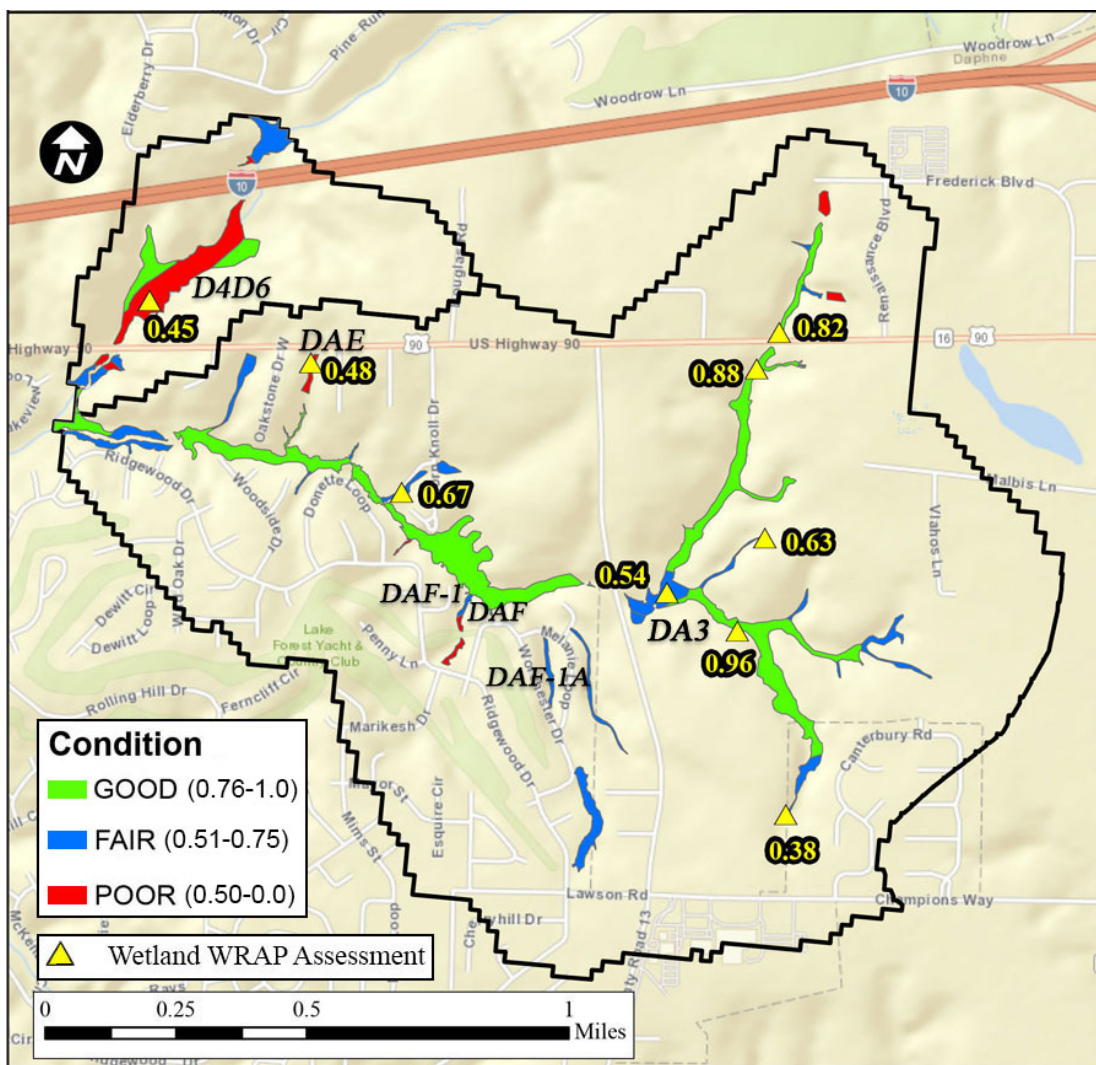 Elderberry Dr
Pine Run
Cir
Woodrow Ln
Daphne
Woodrow Ln
10
N
10
Frederick Blvd
Renaissance Blvd
Douglas Rd
D4D6
0.45
Highway 90
DAE
0.48
90
US Highway 90
0.82
16
90
0.88
Oakstone Dr W
Ridgewood Dr
Woodside Dr
Donette Loop
0.67
Malbis Ln
Vlahos Ln
0.63
0.54
DAF-1
DAF
DA3
0.96
Dewitt Cir
Dewitt Loop
Lake
Forest Yacht &
Penny Ln
DAF-1A
Rolling Hill Dr
Ferncliff Cir
Marikesh Dr
Ridgewood Dr
Canterbury Rd
Mims St
Esquire Cir
0.38
Lawson Rd
Champions Way
Condition
GOOD (0.76-1.0)
FAIR (0.51-0.75)
POOR (0.50-0.0)
Wetland WRAP Assessment
0
0.25
0.5
1
Miles